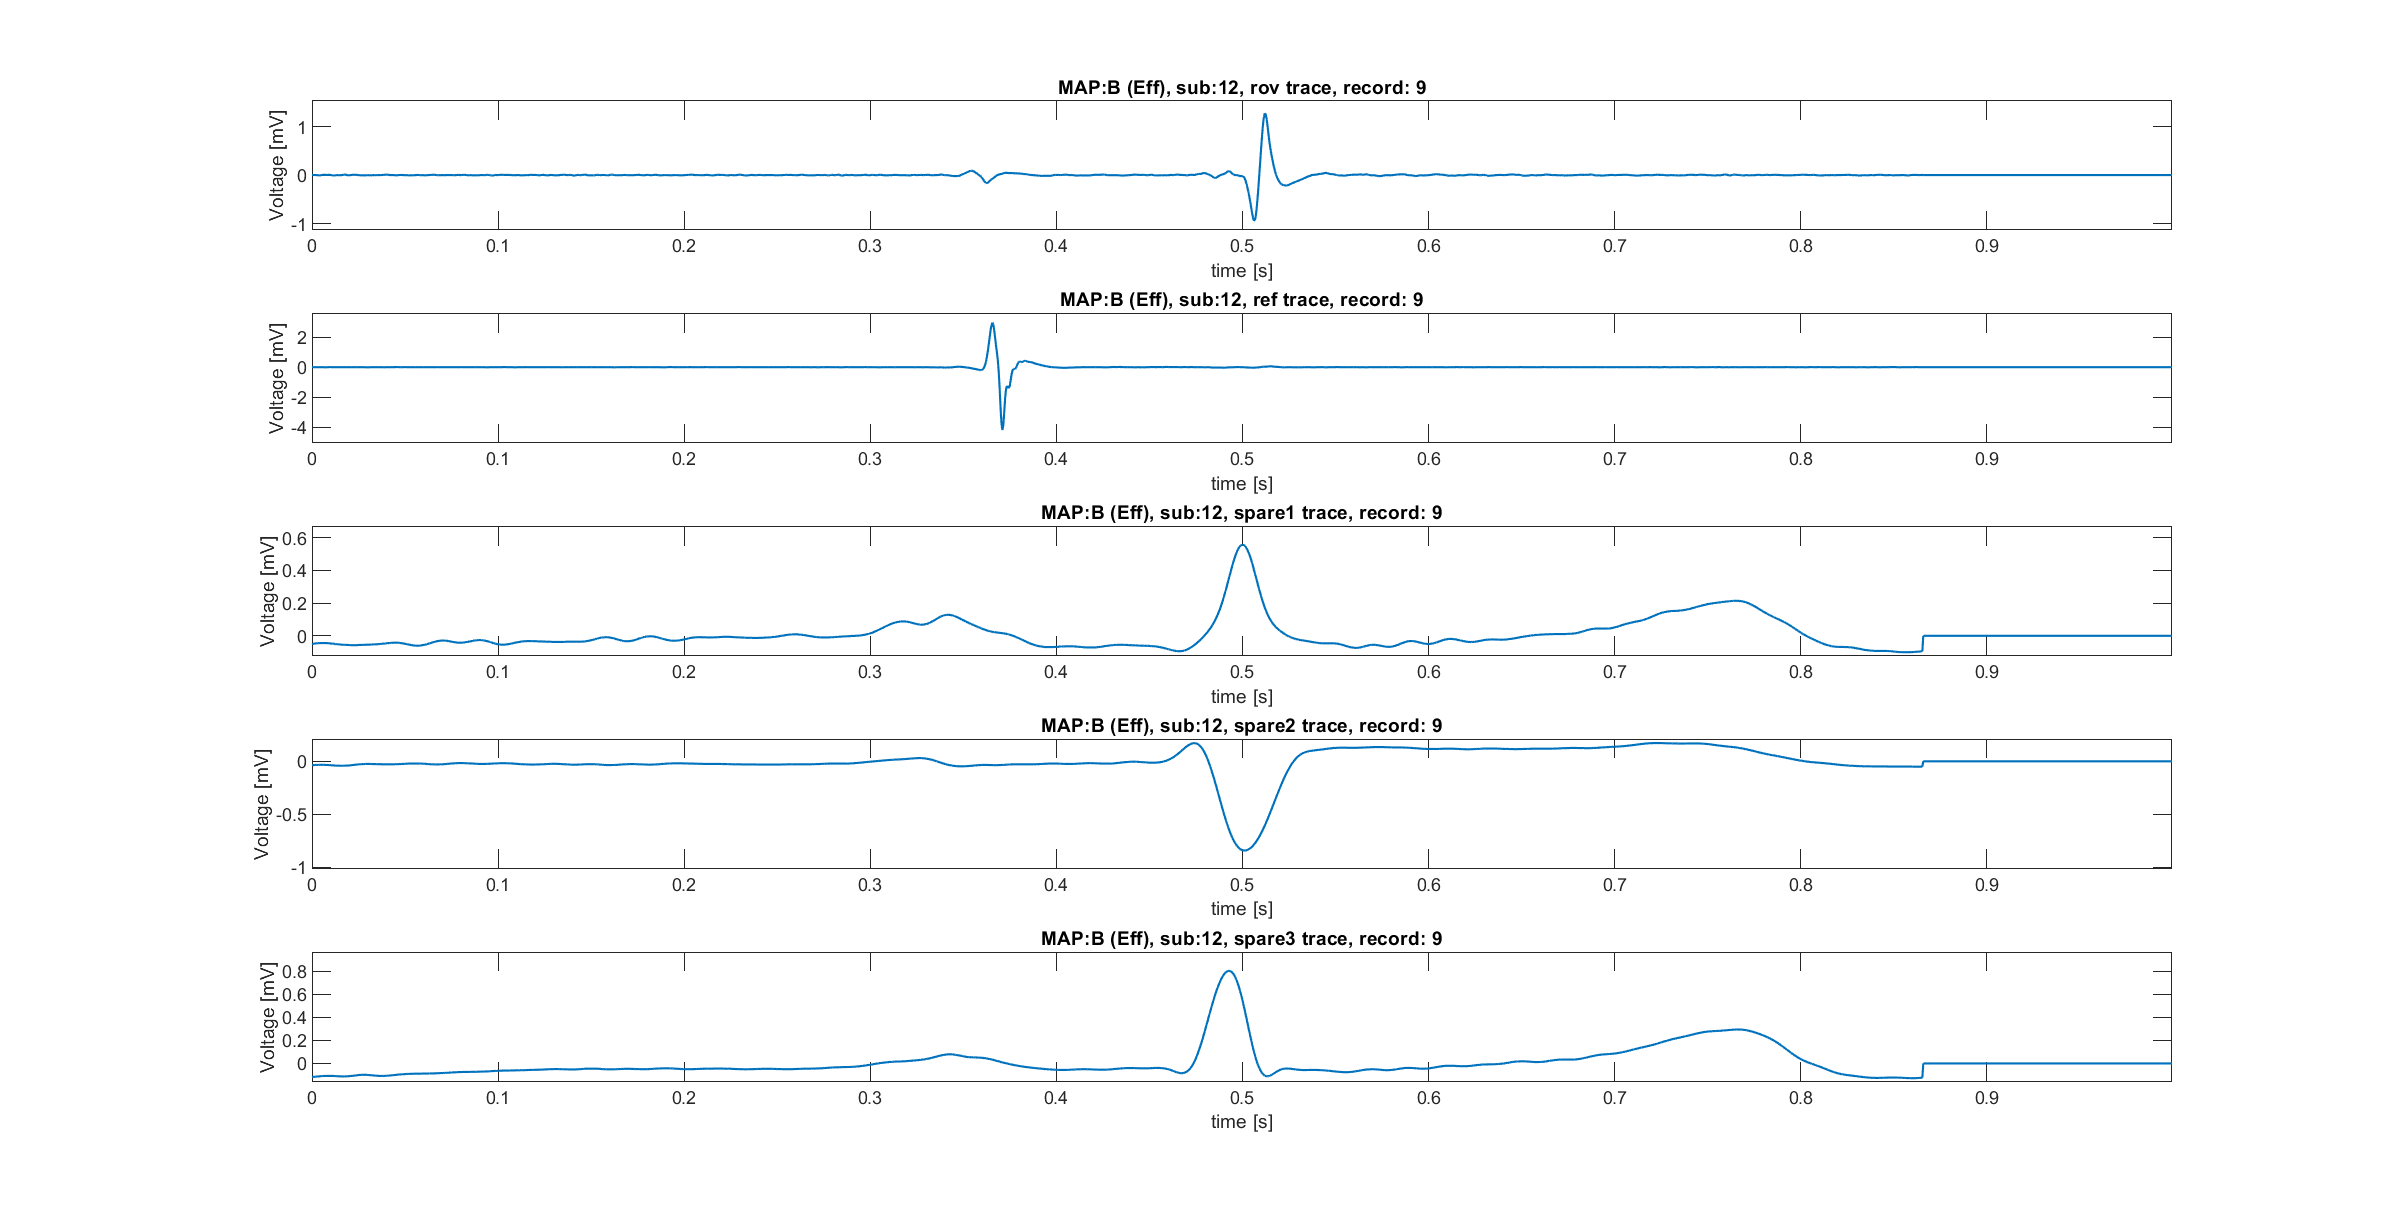 MAP:B (Eff), sub:12, rov trace, record: 9
Voltage [mV]
1
0
-1
0 0.1 0.2 0.3 0.4 0.5 0.6 0.7 0.8 0.9
time [s]
MAP:B (Eff), sub:12, ref trace, record: 9
Voltage [mV]
2
0
-2
-4
0 0.1 0.2 0.3 0.4 0.5 0.6 0.7 0.8 0.9
time [s]
MAP:B (Eff), sub:12, spare1 trace, record: 9
Voltage [mV]
0.6
0.4
0.2
0
0 0.1 0.2 0.3 0.4 0.5 0.6 0.7 0.8 0.9
time [s]
MAP:B (Eff), sub:12, spare2 trace, record: 9
Voltage [mV]
0
-0.5
-1
0 0.1 0.2 0.3 0.4 0.5 0.6 0.7 0.8 0.9
time [s]
MAP:B (Eff), sub:12, spare3 trace, record: 9
Voltage [mV]
0.8
0.6
0.4
0.2
0
0 0.1 0.2 0.3 0.4 0.5 0.6 0.7 0.8 0.9
time [s]